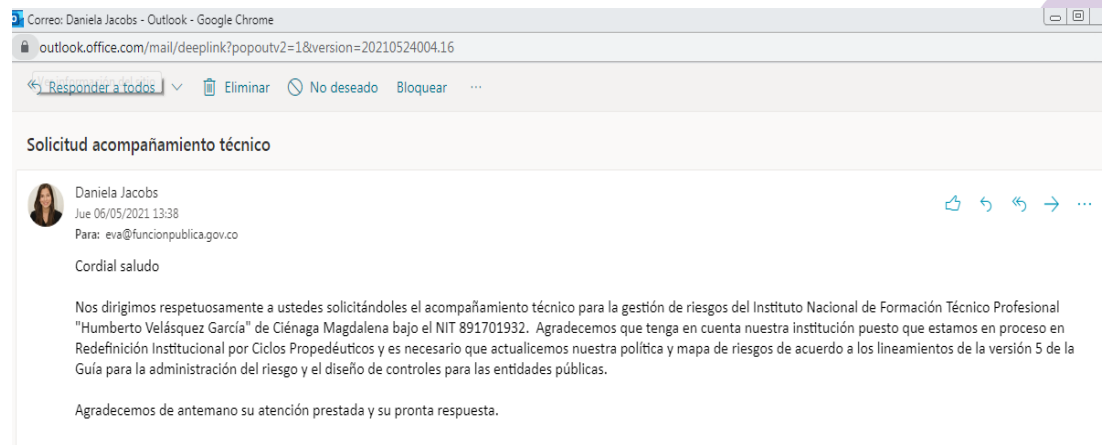 Correo: Daniela Jacobs - Outlook - Google Chrome
outlook.office.com/mail/deeplink?popoutv2=1&version=20210524004.16
Responder a todos Eliminar No deseado Bloquear ...
Solicitud acompañamiento técnico
Daniela Jacobs
Jue 06/05/2021 13:38
Para: eva@funcionpublica.gov.co
Cordial saludo
Nos dirigimos respetuosamente a ustedes solicitándoles el acompañamiento técnico para la gestión de riesgos del Instituto Nacional de Formación Técnico Profesional
"Humberto Velásquez García" de Ciénaga Magdalena bajo el NIT 891701932. Agradecemos que tenga en cuenta nuestra institución puesto que estamos en proceso en
Redefinición Institucional por Ciclos Propedéuticos y es necesario que actualicemos nuestra política y mapa de riesgos de acuerdo a los lineamientos de la versión 5 de la
Guía para la administración del riesgo y el diseño de controles para las entidades públicas.
Agradecemos de antemano su atención prestada y su pronta respuesta.